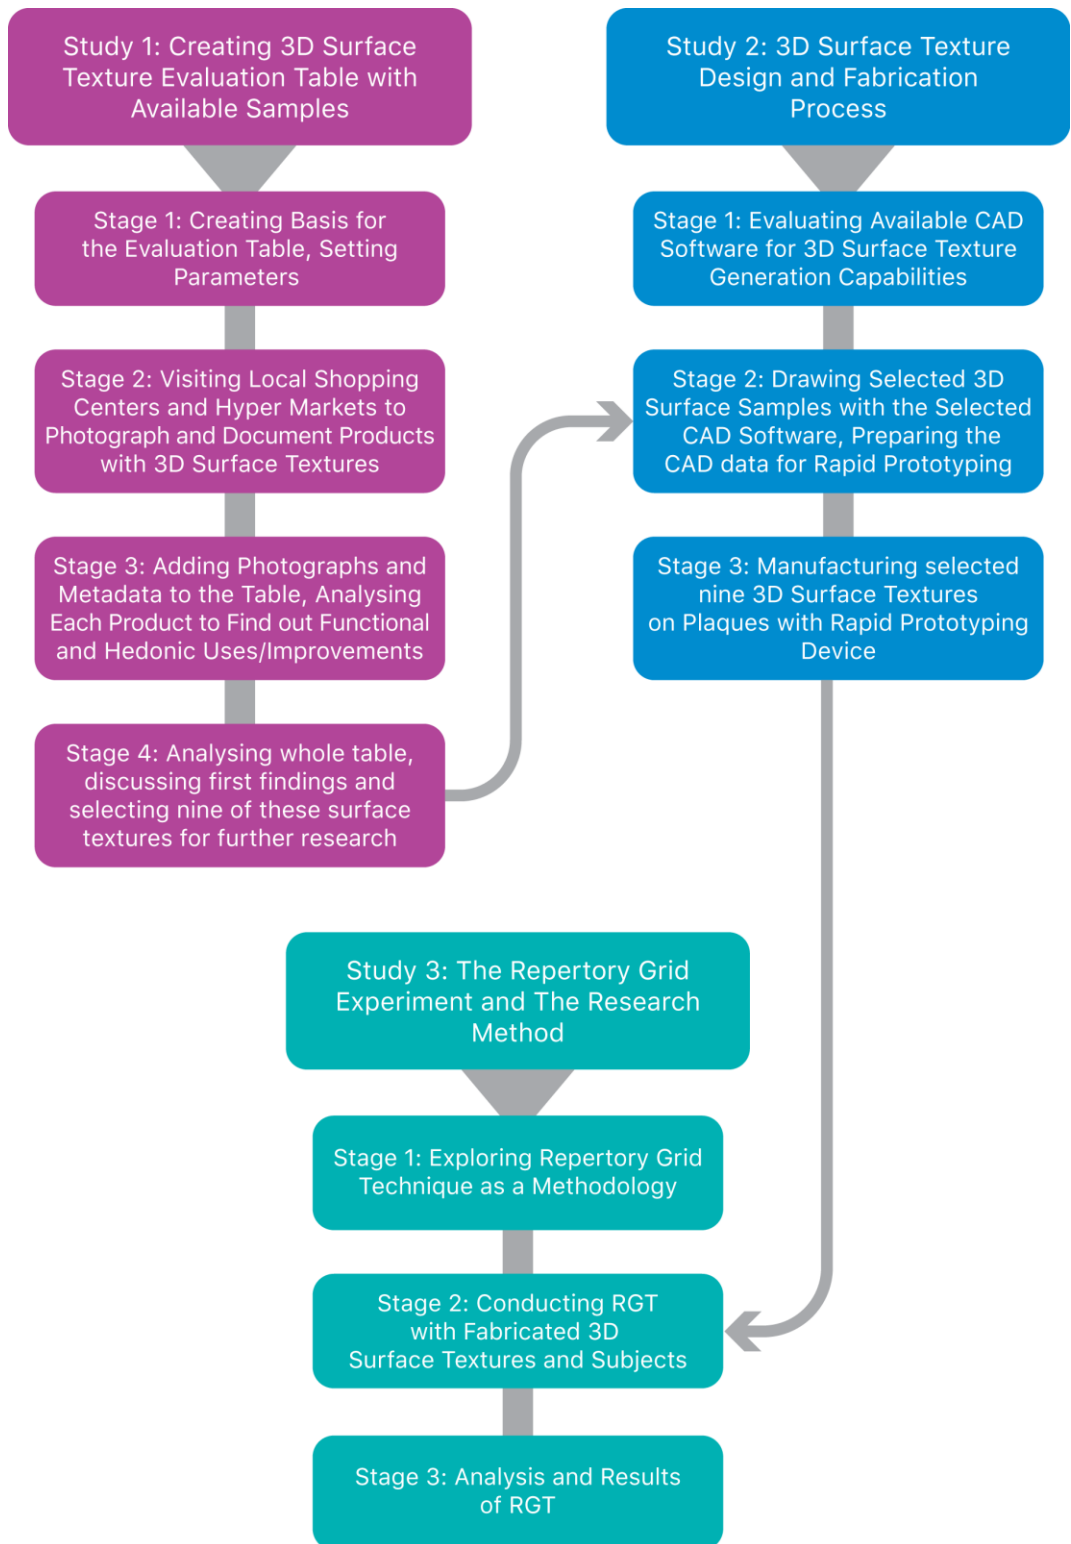 Study 1: Creating 3D Surface
Texture Evaluation Table with
Available Samples
Stage 1: Creating Basis for
the Evaluation Table, Setting
Parameters
Stage 2: Visiting Local Shopping
Centers and Hyper Markets to
Photograph and Document Products
with 3D Surface Textures
Stage 3: Adding Photographs and
Metadata to the Table, Analysing
Each Product to Find out Functional
and Hedonic Uses/Improvements
Stage 4: Analysing whole table,
discussing first findings and
selecting nine of these surface
textures for further research
Study 2: 3D Surface Texture
Design and Fabrication
Process
Stage 1: Evaluating Available CAD
Software for 3D Surface Texture
Generation Capabilities
Stage 2: Drawing Selected 3D
Surface Samples with the Selected
CAD Software, Preparing the
CAD data for Rapid Prototyping
Stage 3: Manufacturing selected
nine 3D Surface Textures
on Plaques with Rapid Prototyping
Device
Study 3: The Repertory Grid
Experiment and The Research
Method
Stage 1: Exploring Repertory Grid
Technique as a Methodology
Stage 2: Conducting RGT
with Fabricated 3D
Surface Textures and Subjects
Stage 3: Analysis and Results
of RGT